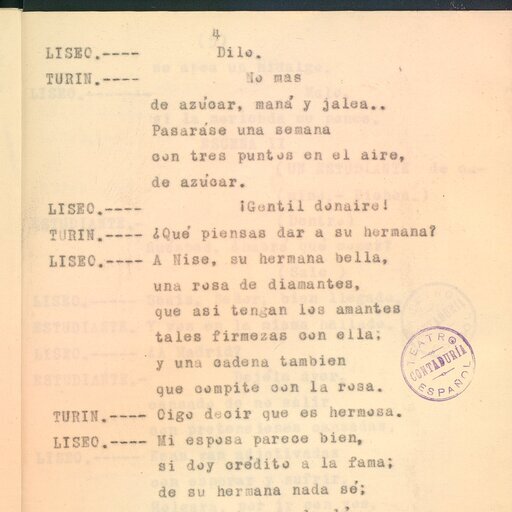 4
LISEO.---- Dilo.
TURIN.---- No mas
de azúcar, maná y jalea..
Pasaráse una semana
con tres puntos en el aire,
de azúcar.
LISEO.---- ¡Gentil donaire!
TURIN.---- ¿Qué piensas dar a su hermana?
LISEO.---- A Nise, su hermana bella,
una rosa de diamantes,
que asi tengan los amantes
tales firmezas con ella;
y una cadena tambien
que compite con la rosa.
TURIN.---- Oigo decir que es hermosa.
LISEO.---- Mi esposa parece bien,
si doy crédito a la fama;
de su hermana nada sé;
TEATRO ESPAÑOL
CONTADURÍA